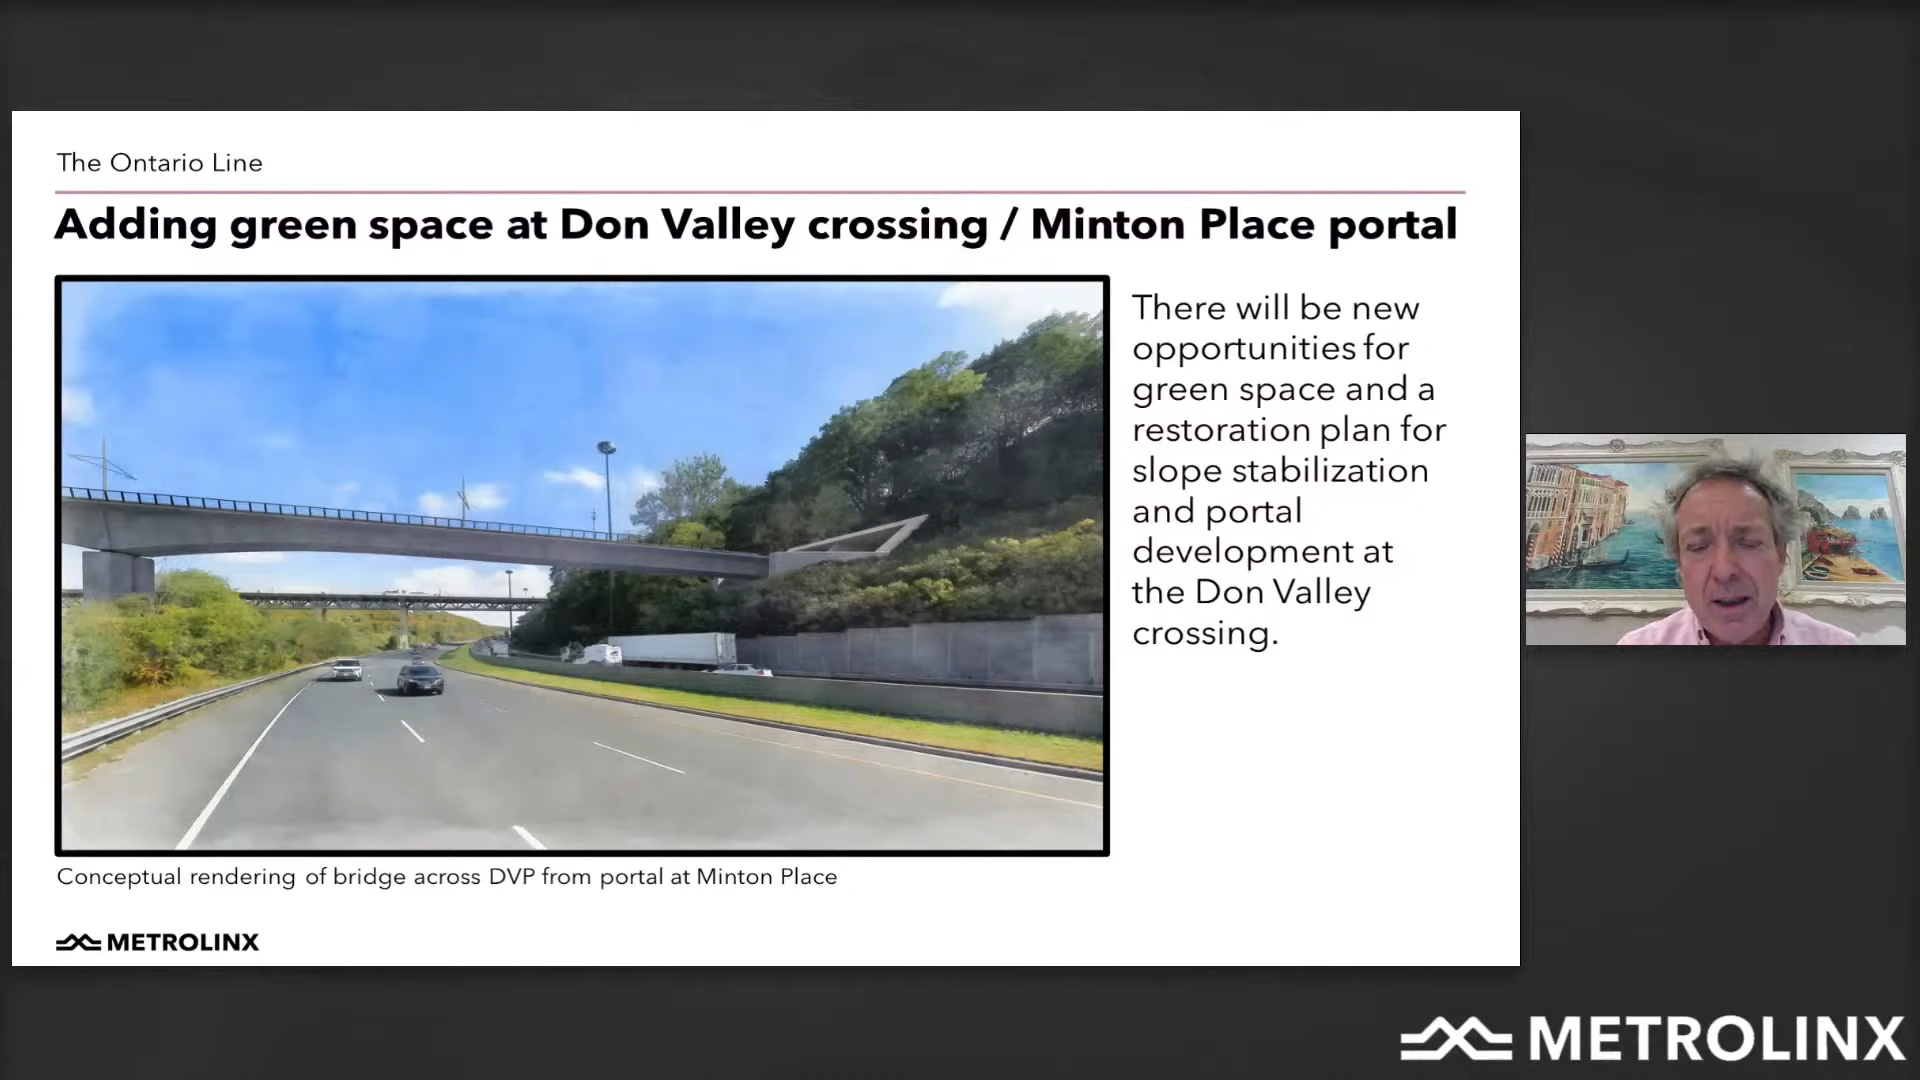 The Ontario Line
Adding green space at Don Valley crossing / Minton Place portal
There will be new
opportunities for
green space and a
restoration plan for
slope stabilization
and portal
development at
the Don Valley
crossing.
Conceptual rendering of bridge across DVP from portal at Minton Place
METROLINX
METROLINX